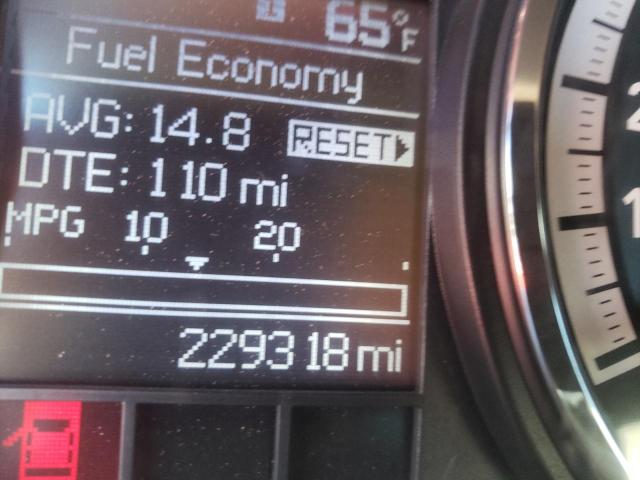 65°F
Fuel Economy
AVG: 14.8 RESET
DTE: 110 mi
MPG 10 20
229318 mi